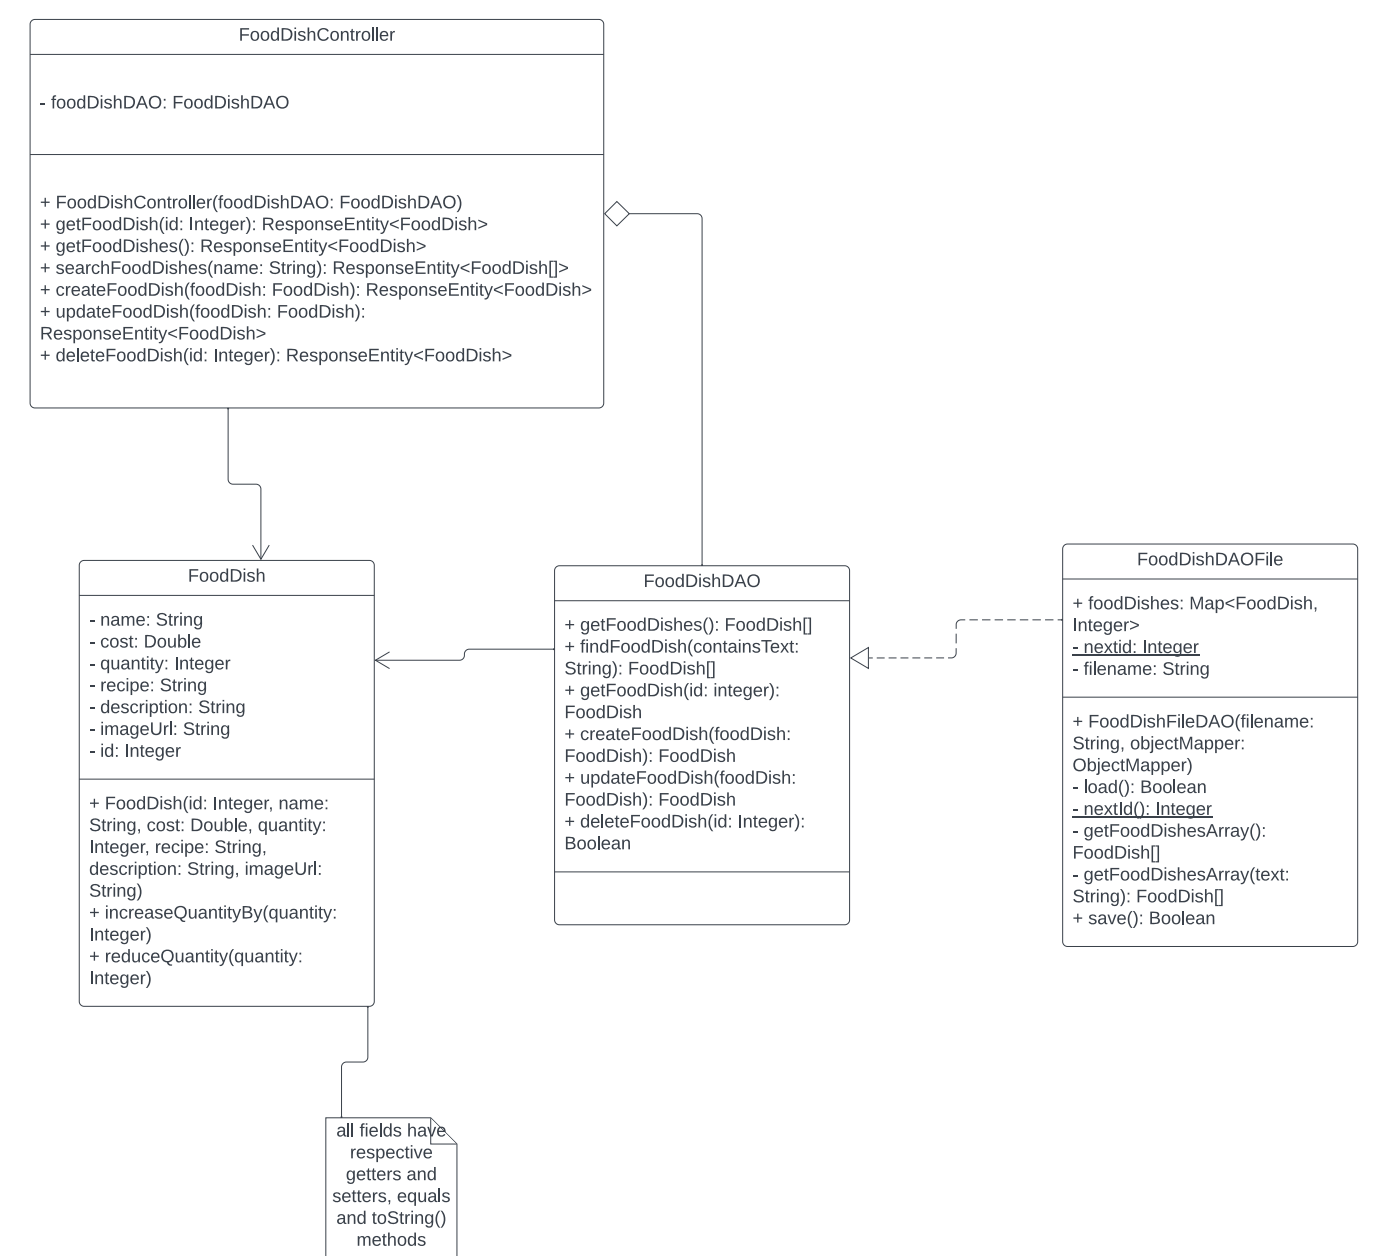 FoodDishController
- foodDishDAO: FoodDishDAO
+ FoodDishController(foodDishDAO: FoodDishDAO)
+ getFoodDish(id: Integer): ResponseEntity<FoodDish>
+ getFoodDishes(): ResponseEntity<FoodDish>
+ searchFoodDishes(name: String): ResponseEntity<FoodDish[]>
+ createFoodDish(foodDish: FoodDish): ResponseEntity<FoodDish>
+ updateFoodDish(foodDish: FoodDish):
ResponseEntity<FoodDish>
+ deleteFoodDish(id: Integer): ResponseEntity<FoodDish>
FoodDish
- name: String
- cost: Double
- quantity: Integer
- recipe: String
- description: String
- imageUrl: String
- id: Integer
+ FoodDish(id: Integer, name:
String, cost: Double, quantity:
Integer, recipe: String,
description: String, imageUrl:
String)
+ increaseQuantityBy(quantity:
Integer)
+ reduceQuantity(quantity:
Integer)
FoodDishDAO
+ getFoodDishes(): FoodDish[]
+ findFoodDish(containsText:
String): FoodDish[]
+ getFoodDish(id: integer):
FoodDish
+ createFoodDish(foodDish:
FoodDish): FoodDish
+ updateFoodDish(foodDish:
FoodDish): FoodDish
+ deleteFoodDish(id: Integer):
Boolean
FoodDishDAOFile
+ foodDishes: Map<FoodDish,
Integer>
- nextid: Integer
- filename: String
+ FoodDishFileDAO(filename:
String, objectMapper:
ObjectMapper)
- load(): Boolean
- nextId(): Integer
- getFoodDishesArray():
FoodDish[]
- getFoodDishesArray(text:
String): FoodDish[]
+ save(): Boolean
all fields have
respective
getters and
setters, equals
and toString()
methods